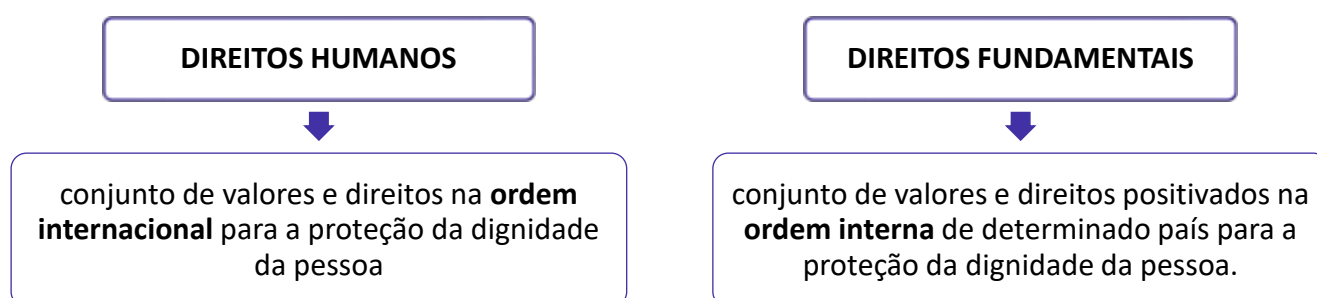 DIREITOS HUMANOS
conjunto de valores e direitos na ordem
internacional para a proteção da dignidade
da pessoa
DIREITOS FUNDAMENTAIS
conjunto de valores e direitos positivados na
ordem interna de determinado país para a
proteção da dignidade da pessoa.